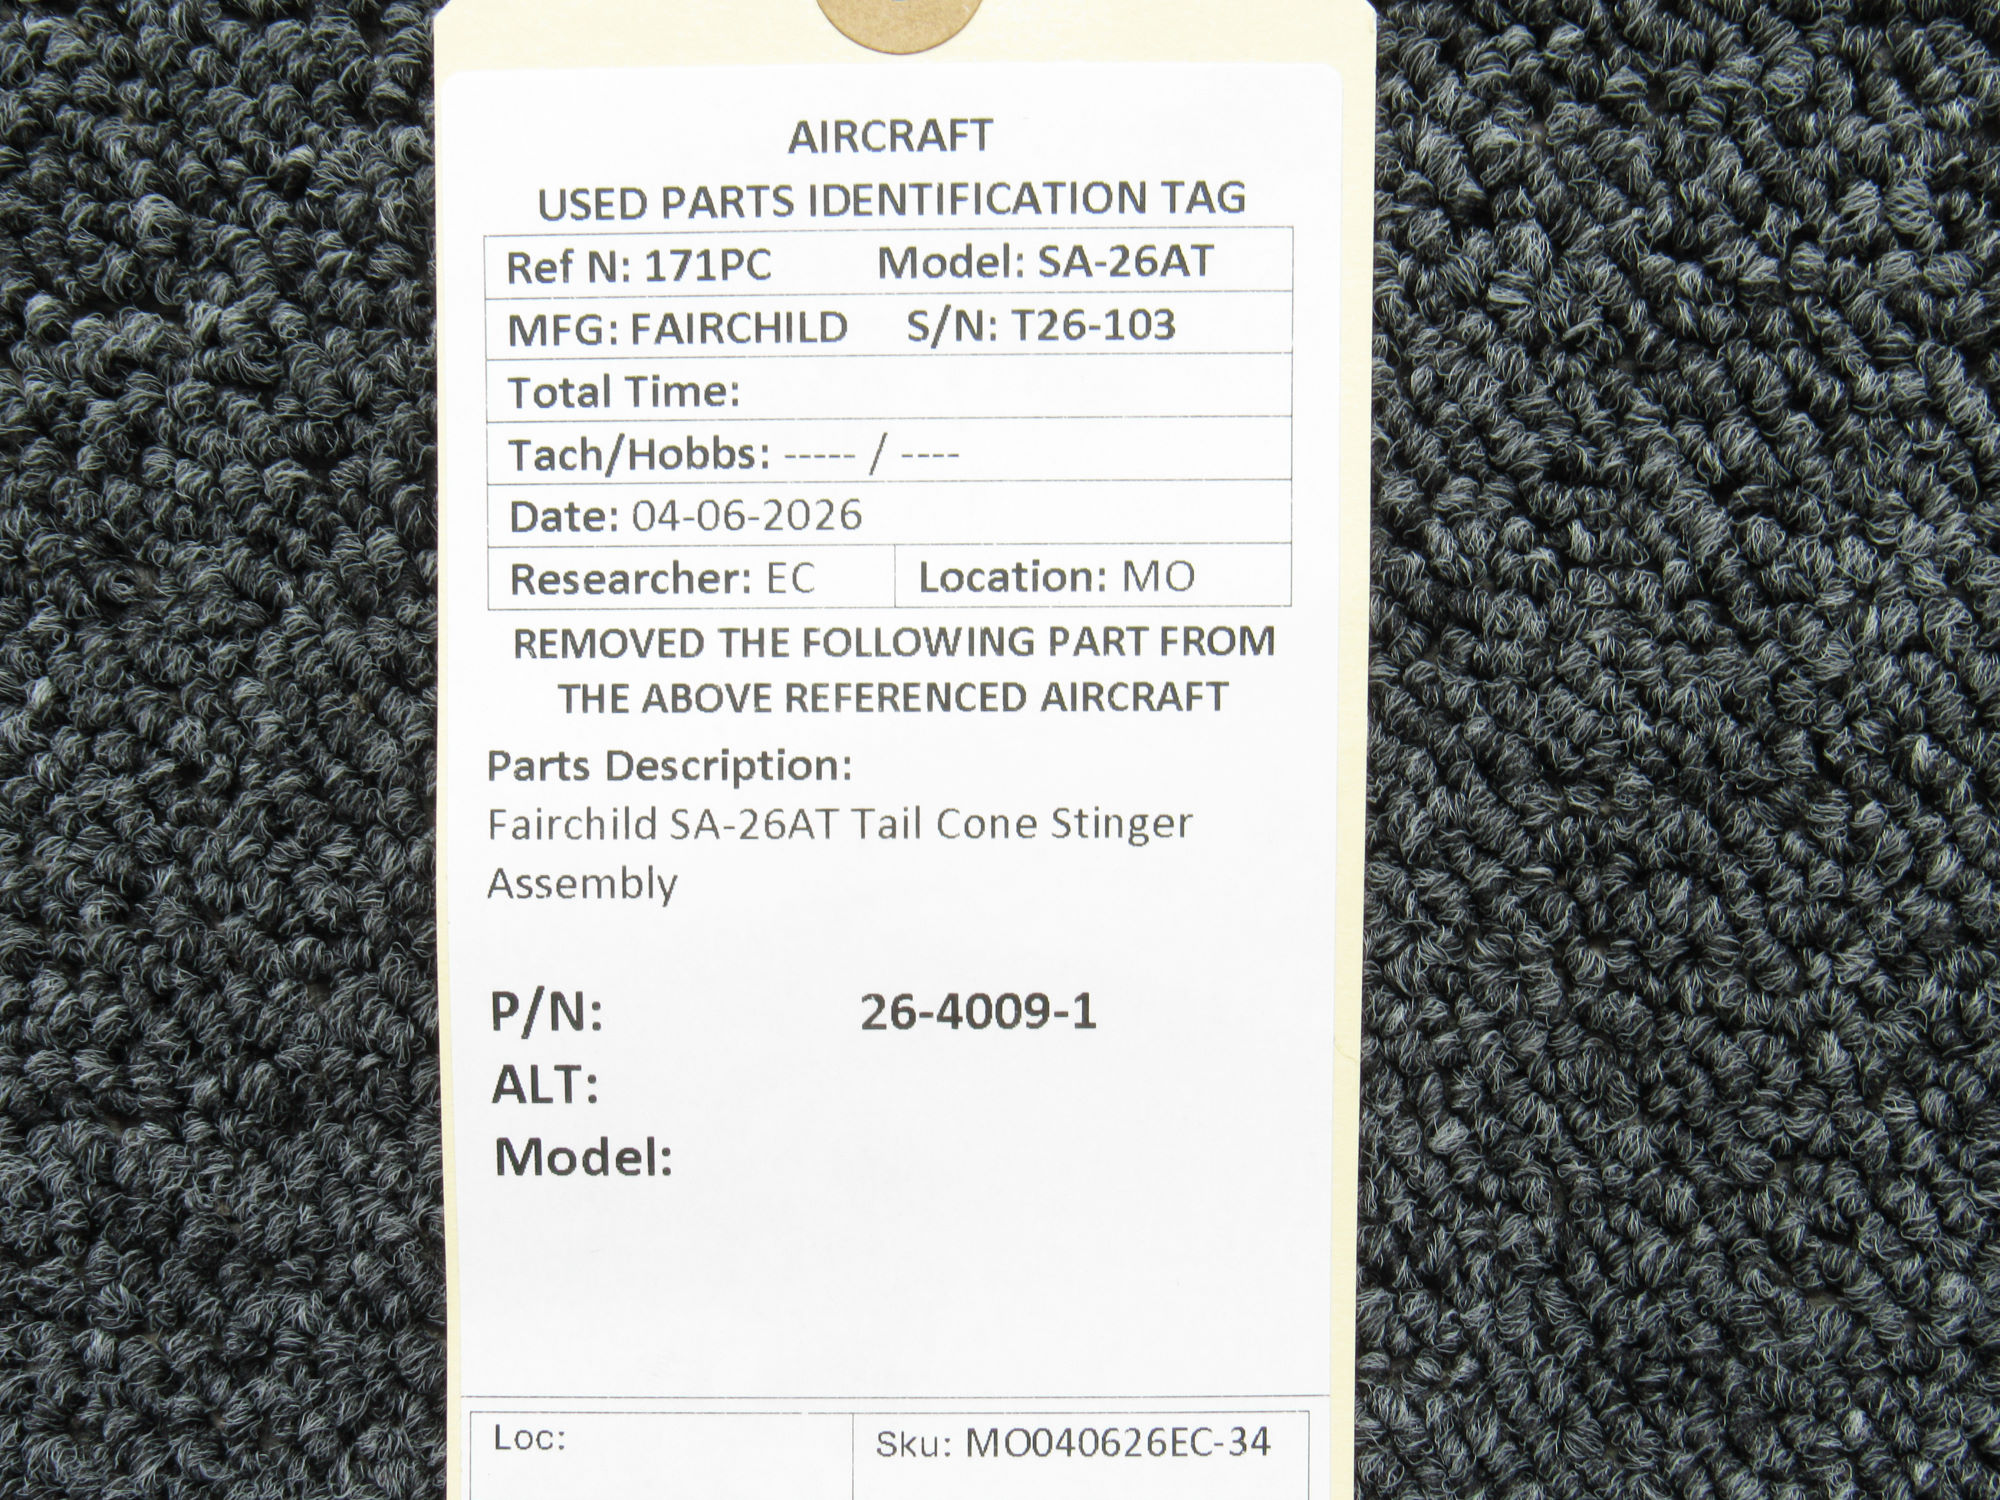 AIRCRAFT
USED PARTS IDENTIFICATION TAG
Ref N: 171PC Model: SA-26AT
MFG: FAIRCHILD S/N: T26-103
Total Time:
Tach/Hobbs: ----- / ----
Date: 04-06-2026
Researcher: EC Location: MO
REMOVED THE FOLLOWING PART FROM
THE ABOVE REFERENCED AIRCRAFT
Parts Description:
Fairchild SA-26AT Tail Cone Stinger
Assembly
P/N: 26-4009-1
ALT:
Model:
Loc: Sku: MO040626EC-34